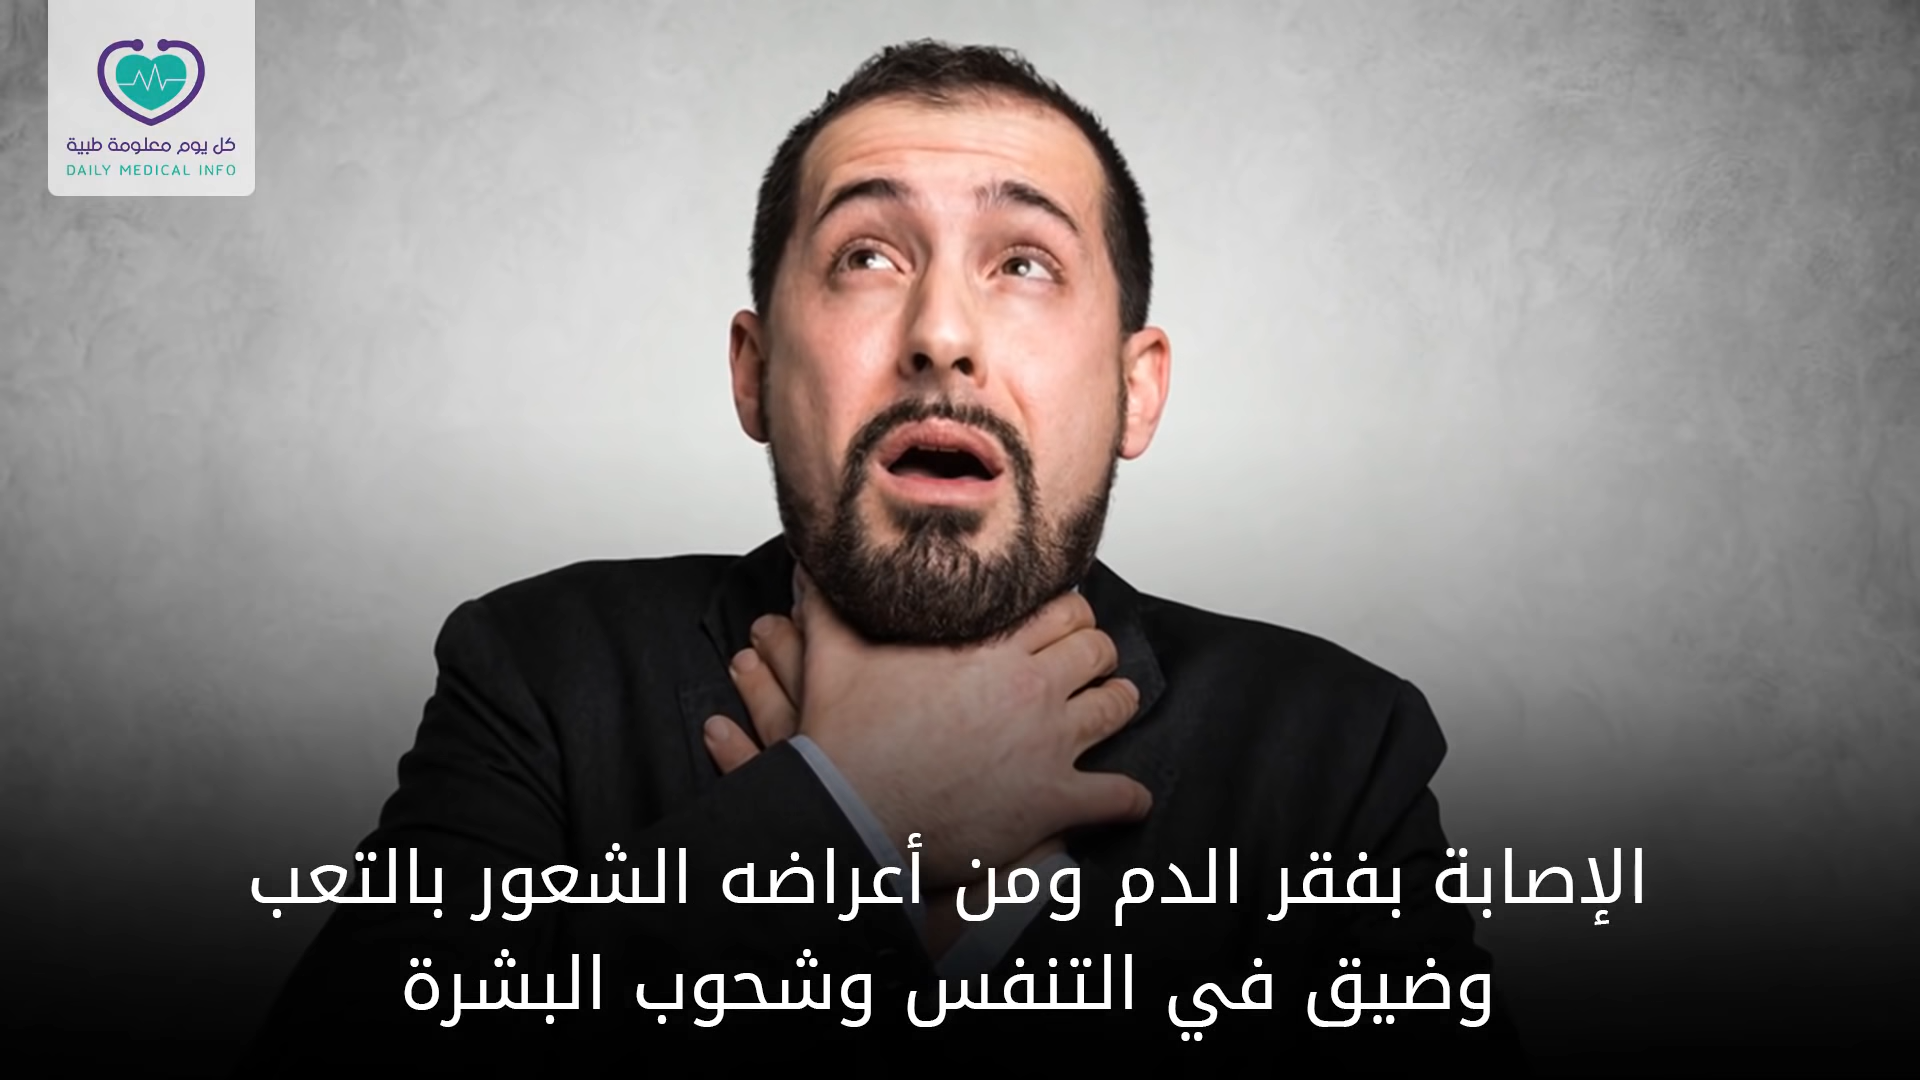 كل يوم معلومة طبية
DAILY MEDICAL INFO
الإصابة بفقر الدم ومن أعراضه الشعور بالتعب
وضيق في التنفس وشحوب البشرة